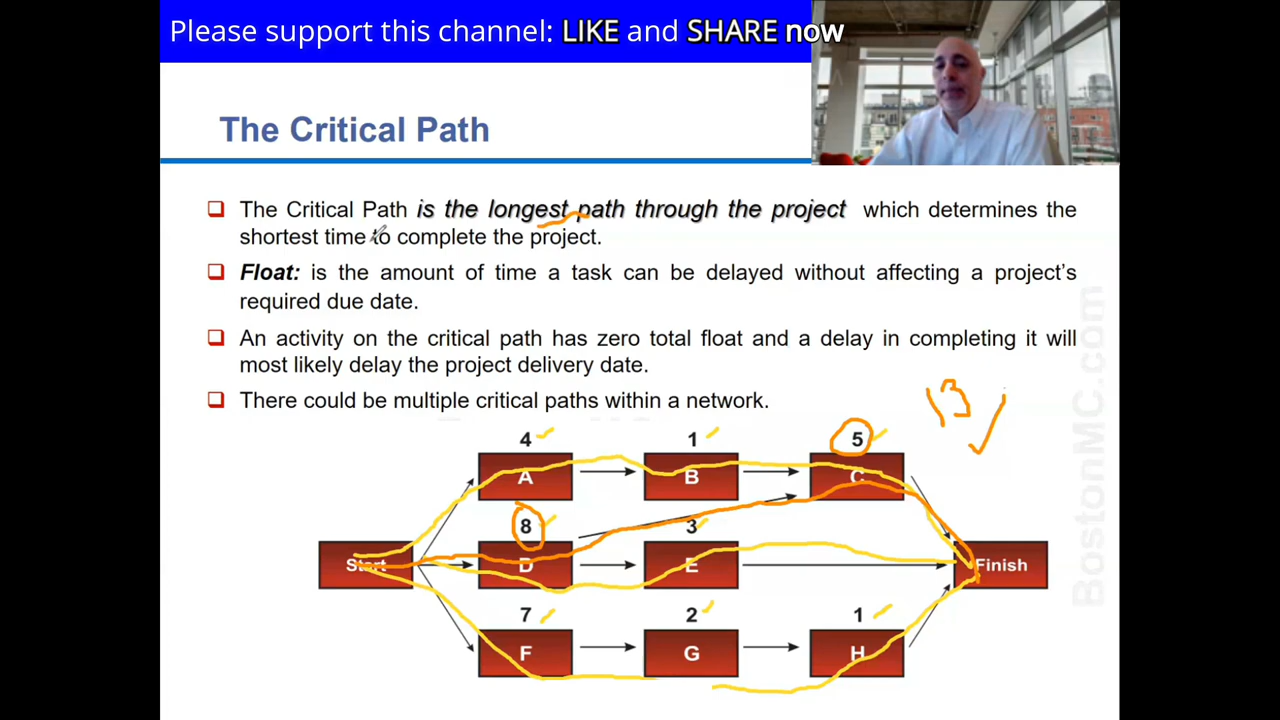 Please support this channel: LIKE and SHARE now
The Critical Path
The Critical Path is the longest path through the project which determines the
shortest time to complete the project.
Float: is the amount of time a task can be delayed without affecting a project's
required due date.
An activity on the critical path has zero total float and a delay in completing it will
most likely delay the project delivery date.
There could be multiple critical paths within a network.
13
4 1 5
A B C
8 3
Start D E Finish
7 2 1
F G H
BostonMC.com